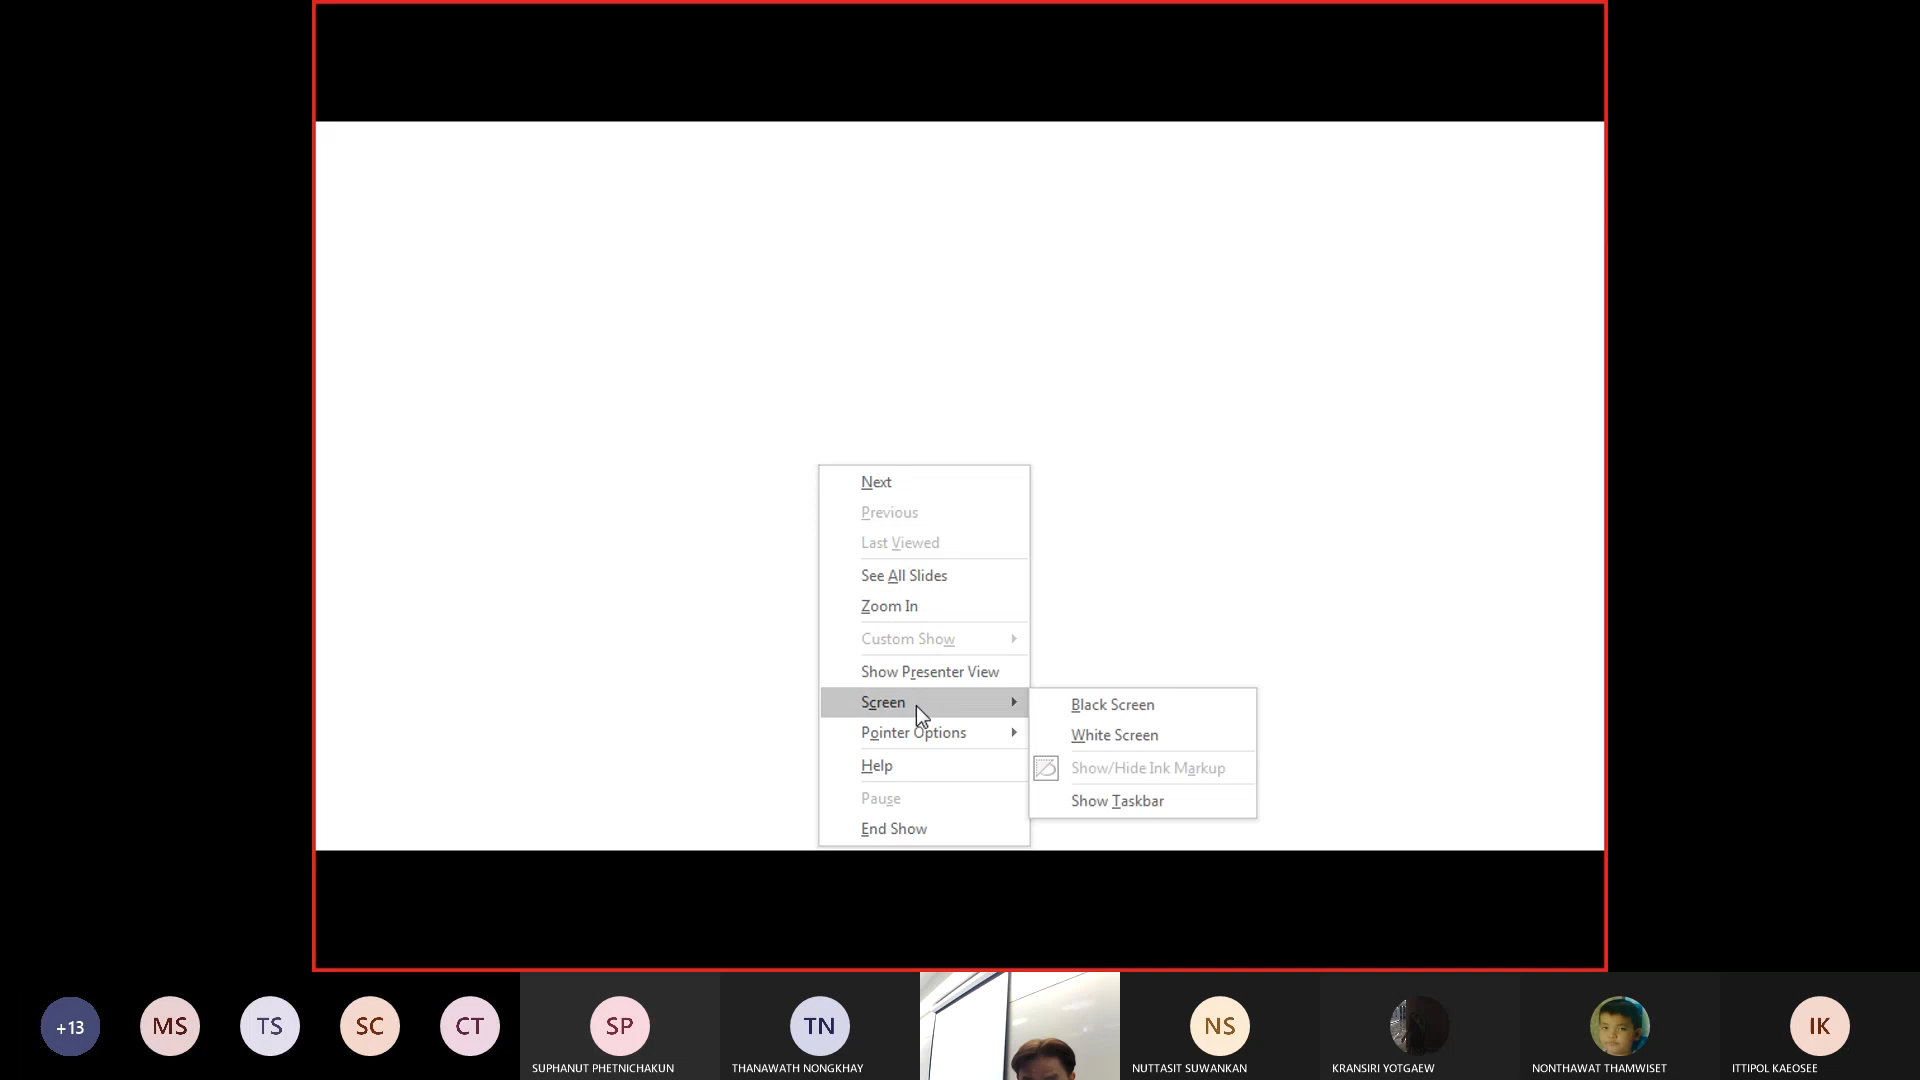 Next
Previous
Last Viewed
See All Slides
Zoom In
Custom Show
Show Presenter View
Screen
Pointer Options
Help
Pause
End Show
Black Screen
White Screen
Show/Hide Ink Markup
Show Taskbar
+13
MS
TS
SC
CT
SP
SUPHANUT PHETNICHAKUN
TN
THANAWATH NONGKHAY
NS
NUTTASIT SUWANKAN
KRANSIRI YOTGAEW
NONTHAWAT THAMWISET
IK
ITTIPOL KAEOSEE